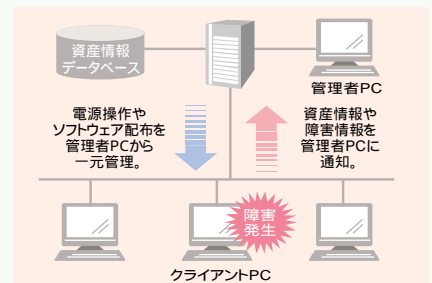 資産情報
データベース
管理者PC
電源操作や
ソフトウェア配布を
管理者PCから
一元管理。
資産情報や
障害情報を
管理者PCに
通知。
障害
発生
クライアントPC